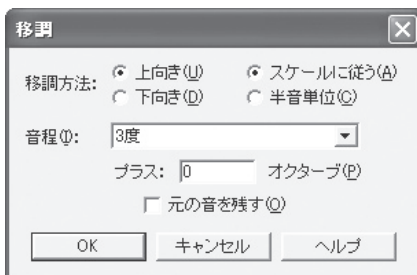 移調
移調方法: 上向き(U) スケールに従う(A)
下向き(D) 半音単位(C)
音程(I): 3度
プラス: 0 オクターブ(P)
元の音を残す(O)
OK キャンセル ヘルプ